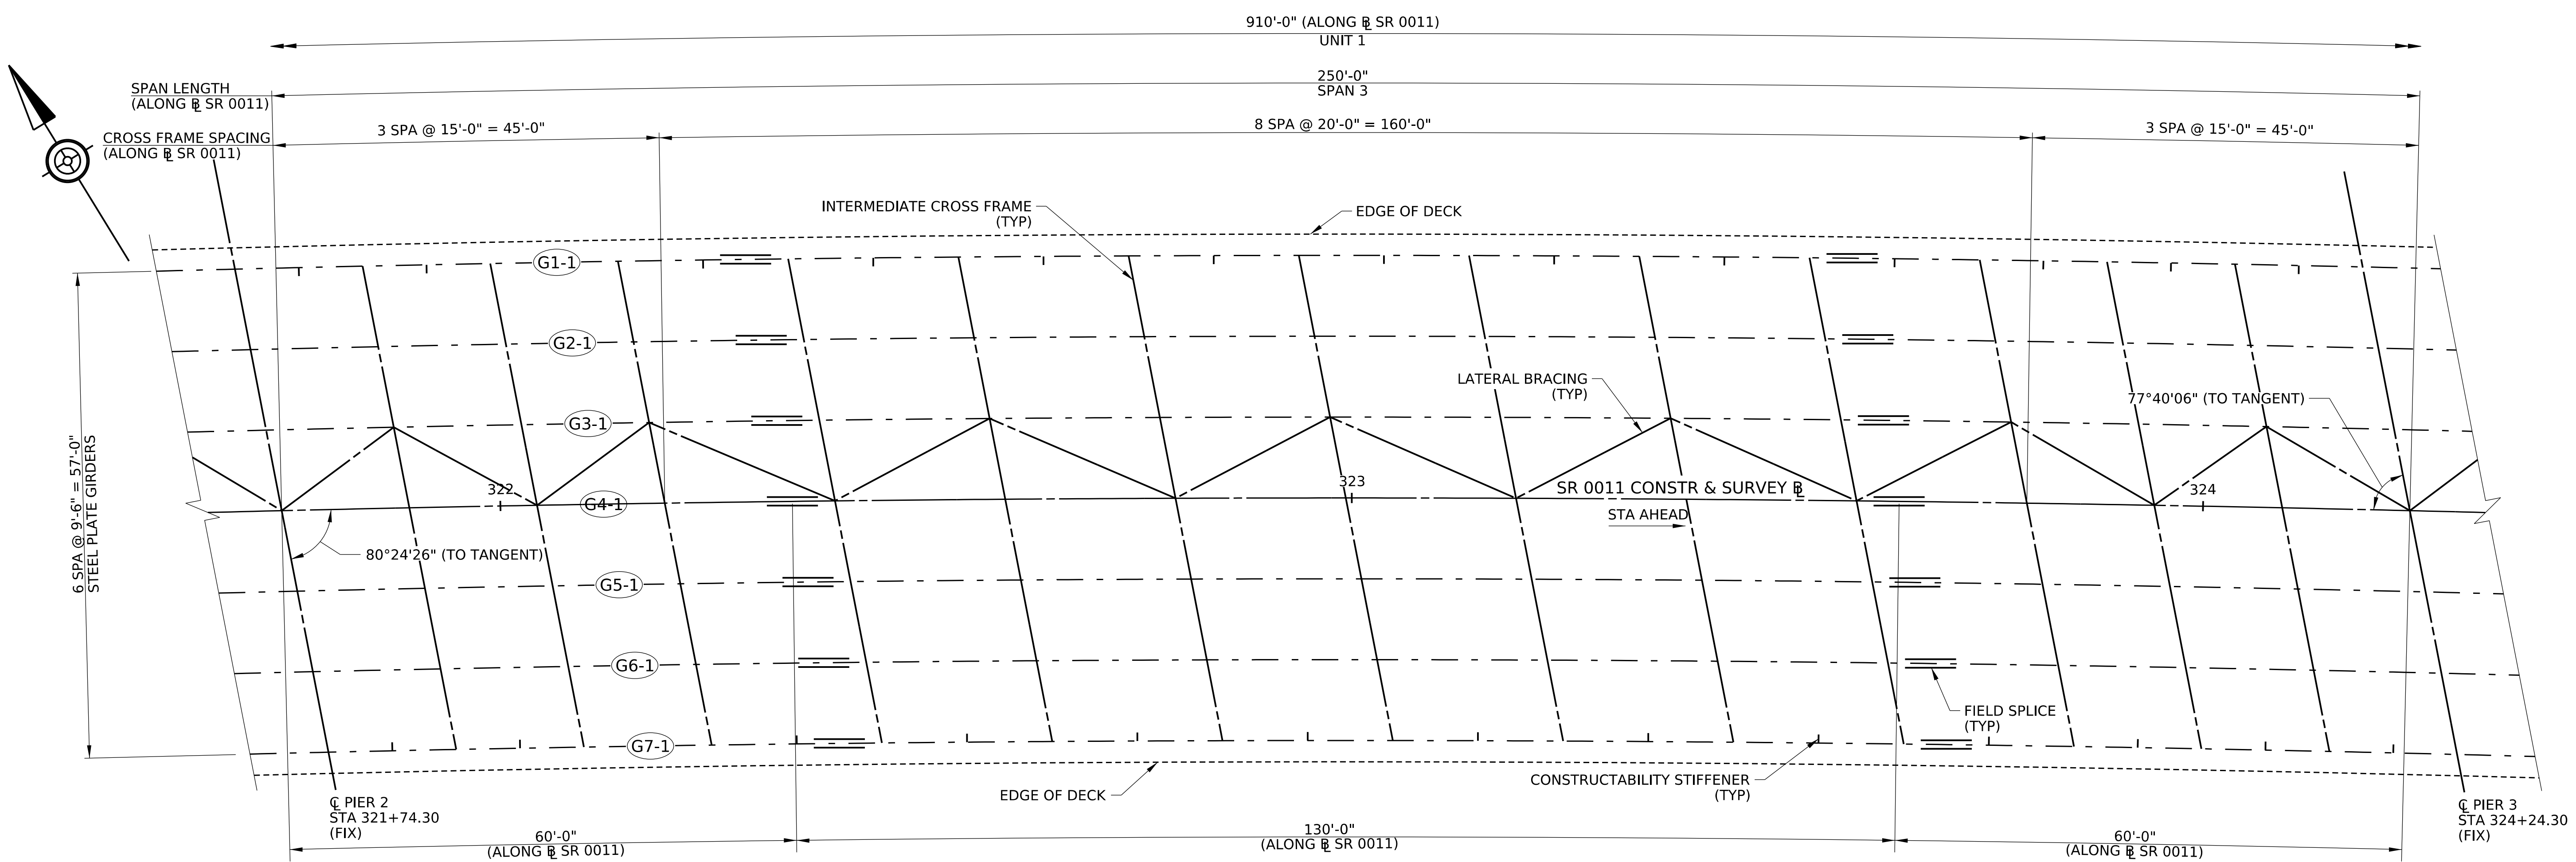 910'-0" (ALONG ℄ SR 0011)
UNIT 1
250'-0"
SPAN 3
SPAN LENGTH
(ALONG ℄ SR 0011)
3 SPA @ 15'-0" = 45'-0"
8 SPA @ 20'-0" = 160'-0"
3 SPA @ 15'-0" = 45'-0"
CROSS FRAME SPACING
(ALONG ℄ SR 0011)
INTERMEDIATE CROSS FRAME
(TYP)
EDGE OF DECK
G1-1
G2-1
LATERAL BRACING
(TYP)
77°40'06" (TO TANGENT)
G3-1
6 SPA @ 9'-6" = 57'-0"
STEEL PLATE GIRDERS
322
323
324
G4-1
SR 0011 CONSTR & SURVEY ℄
STA AHEAD
80°24'26" (TO TANGENT)
G5-1
G6-1
FIELD SPLICE
(TYP)
G7-1
CONSTRUCTABILITY STIFFENER
(TYP)
EDGE OF DECK
℄ PIER 2
STA 321+74.30
(FIX)
℄ PIER 3
STA 324+24.30
(FIX)
60'-0"
(ALONG ℄ SR 0011)
130'-0"
(ALONG ℄ SR 0011)
60'-0"
(ALONG ℄ SR 0011)